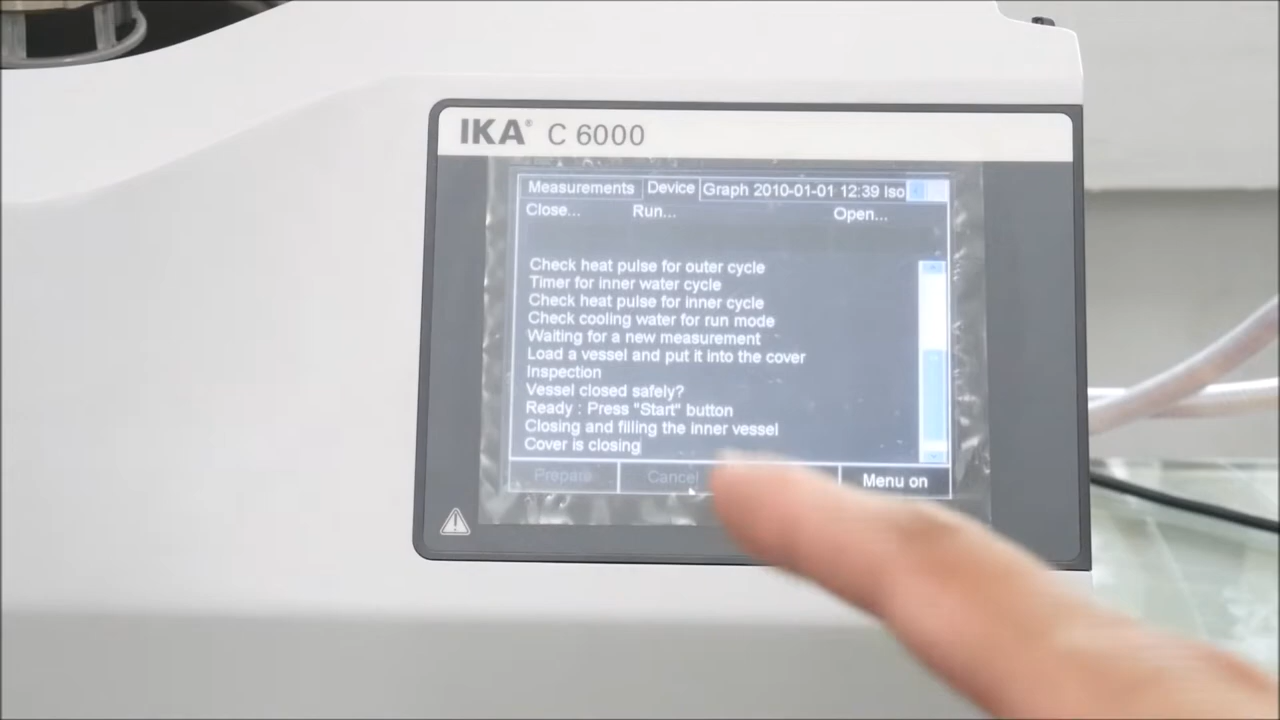 IKA® C 6000
Measurements Device Graph 2010-01-01 12:39 Iso
Close... Run... Open...
Check heat pulse for outer cycle
Timer for inner water cycle
Check heat pulse for inner cycle
Check cooling water for run mode
Waiting for a new measurement
Load a vessel and put it into the cover
Inspection
Vessel closed safely?
Ready : Press "Start" button
Closing and filling the inner vessel
Cover is closing
Prepare Cancel Menu on